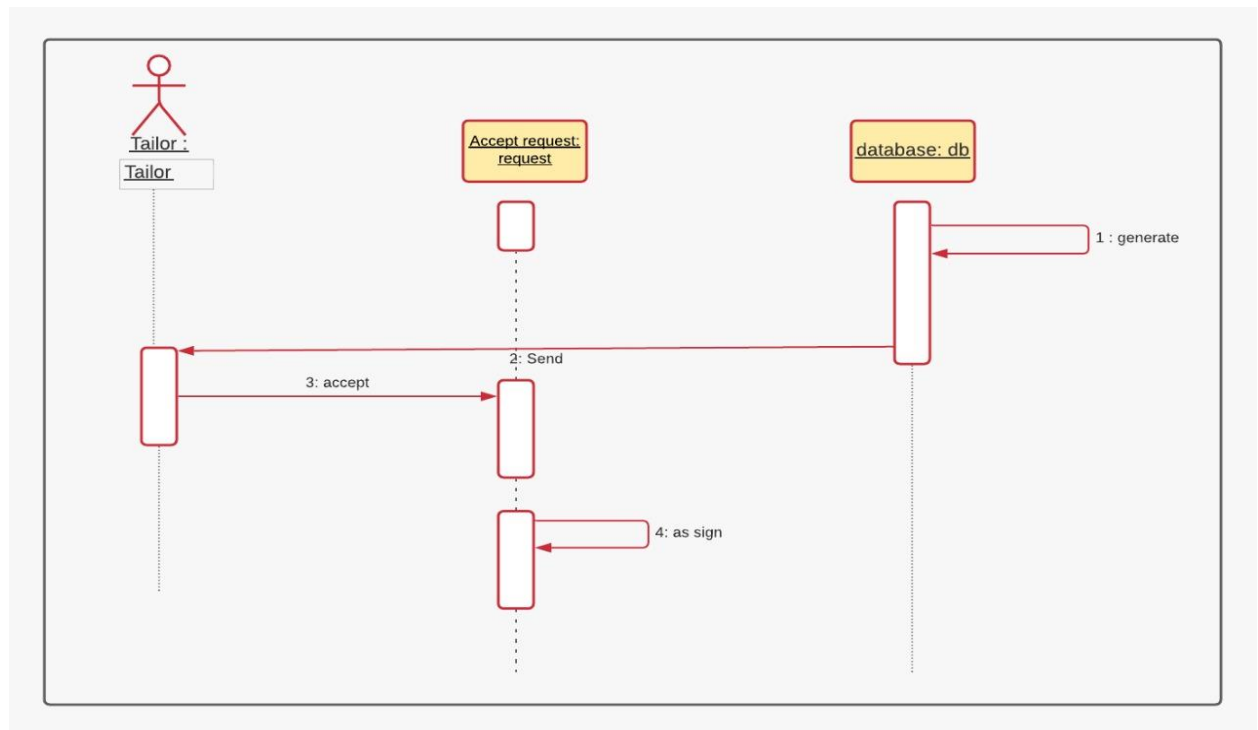 Tailor :
Tailor
Accept request:
request
database: db
1 : generate
2: Send
3: accept
4: as sign